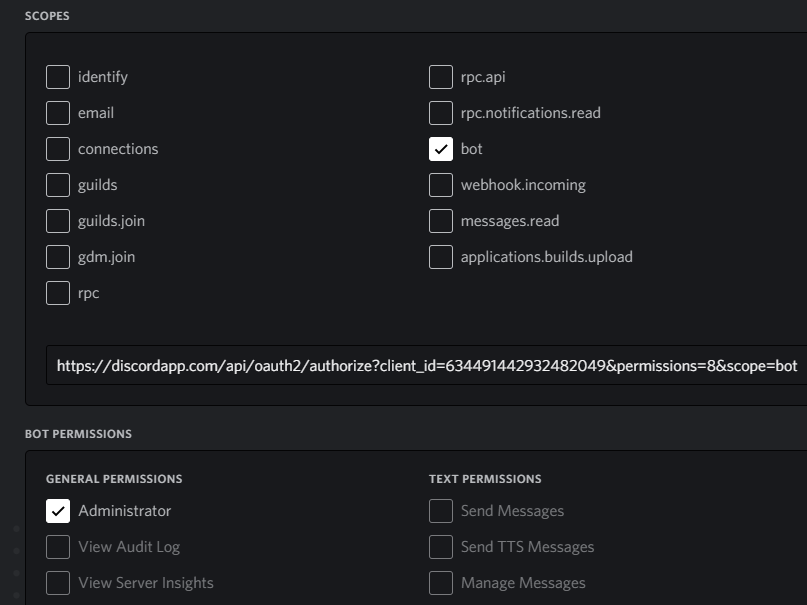 SCOPES
identify
email
connections
guilds
guilds.join
gdm.join
rpc
rpc.api
rpc.notifications.read
bot
webhook.incoming
messages.read
applications.builds.upload
https://discordapp.com/api/oauth2/authorize?client_id=634491442932482049&permissions=8&scope=bot
BOT PERMISSIONS
GENERAL PERMISSIONS
Administrator
View Audit Log
View Server Insights
TEXT PERMISSIONS
Send Messages
Send TTS Messages
Manage Messages